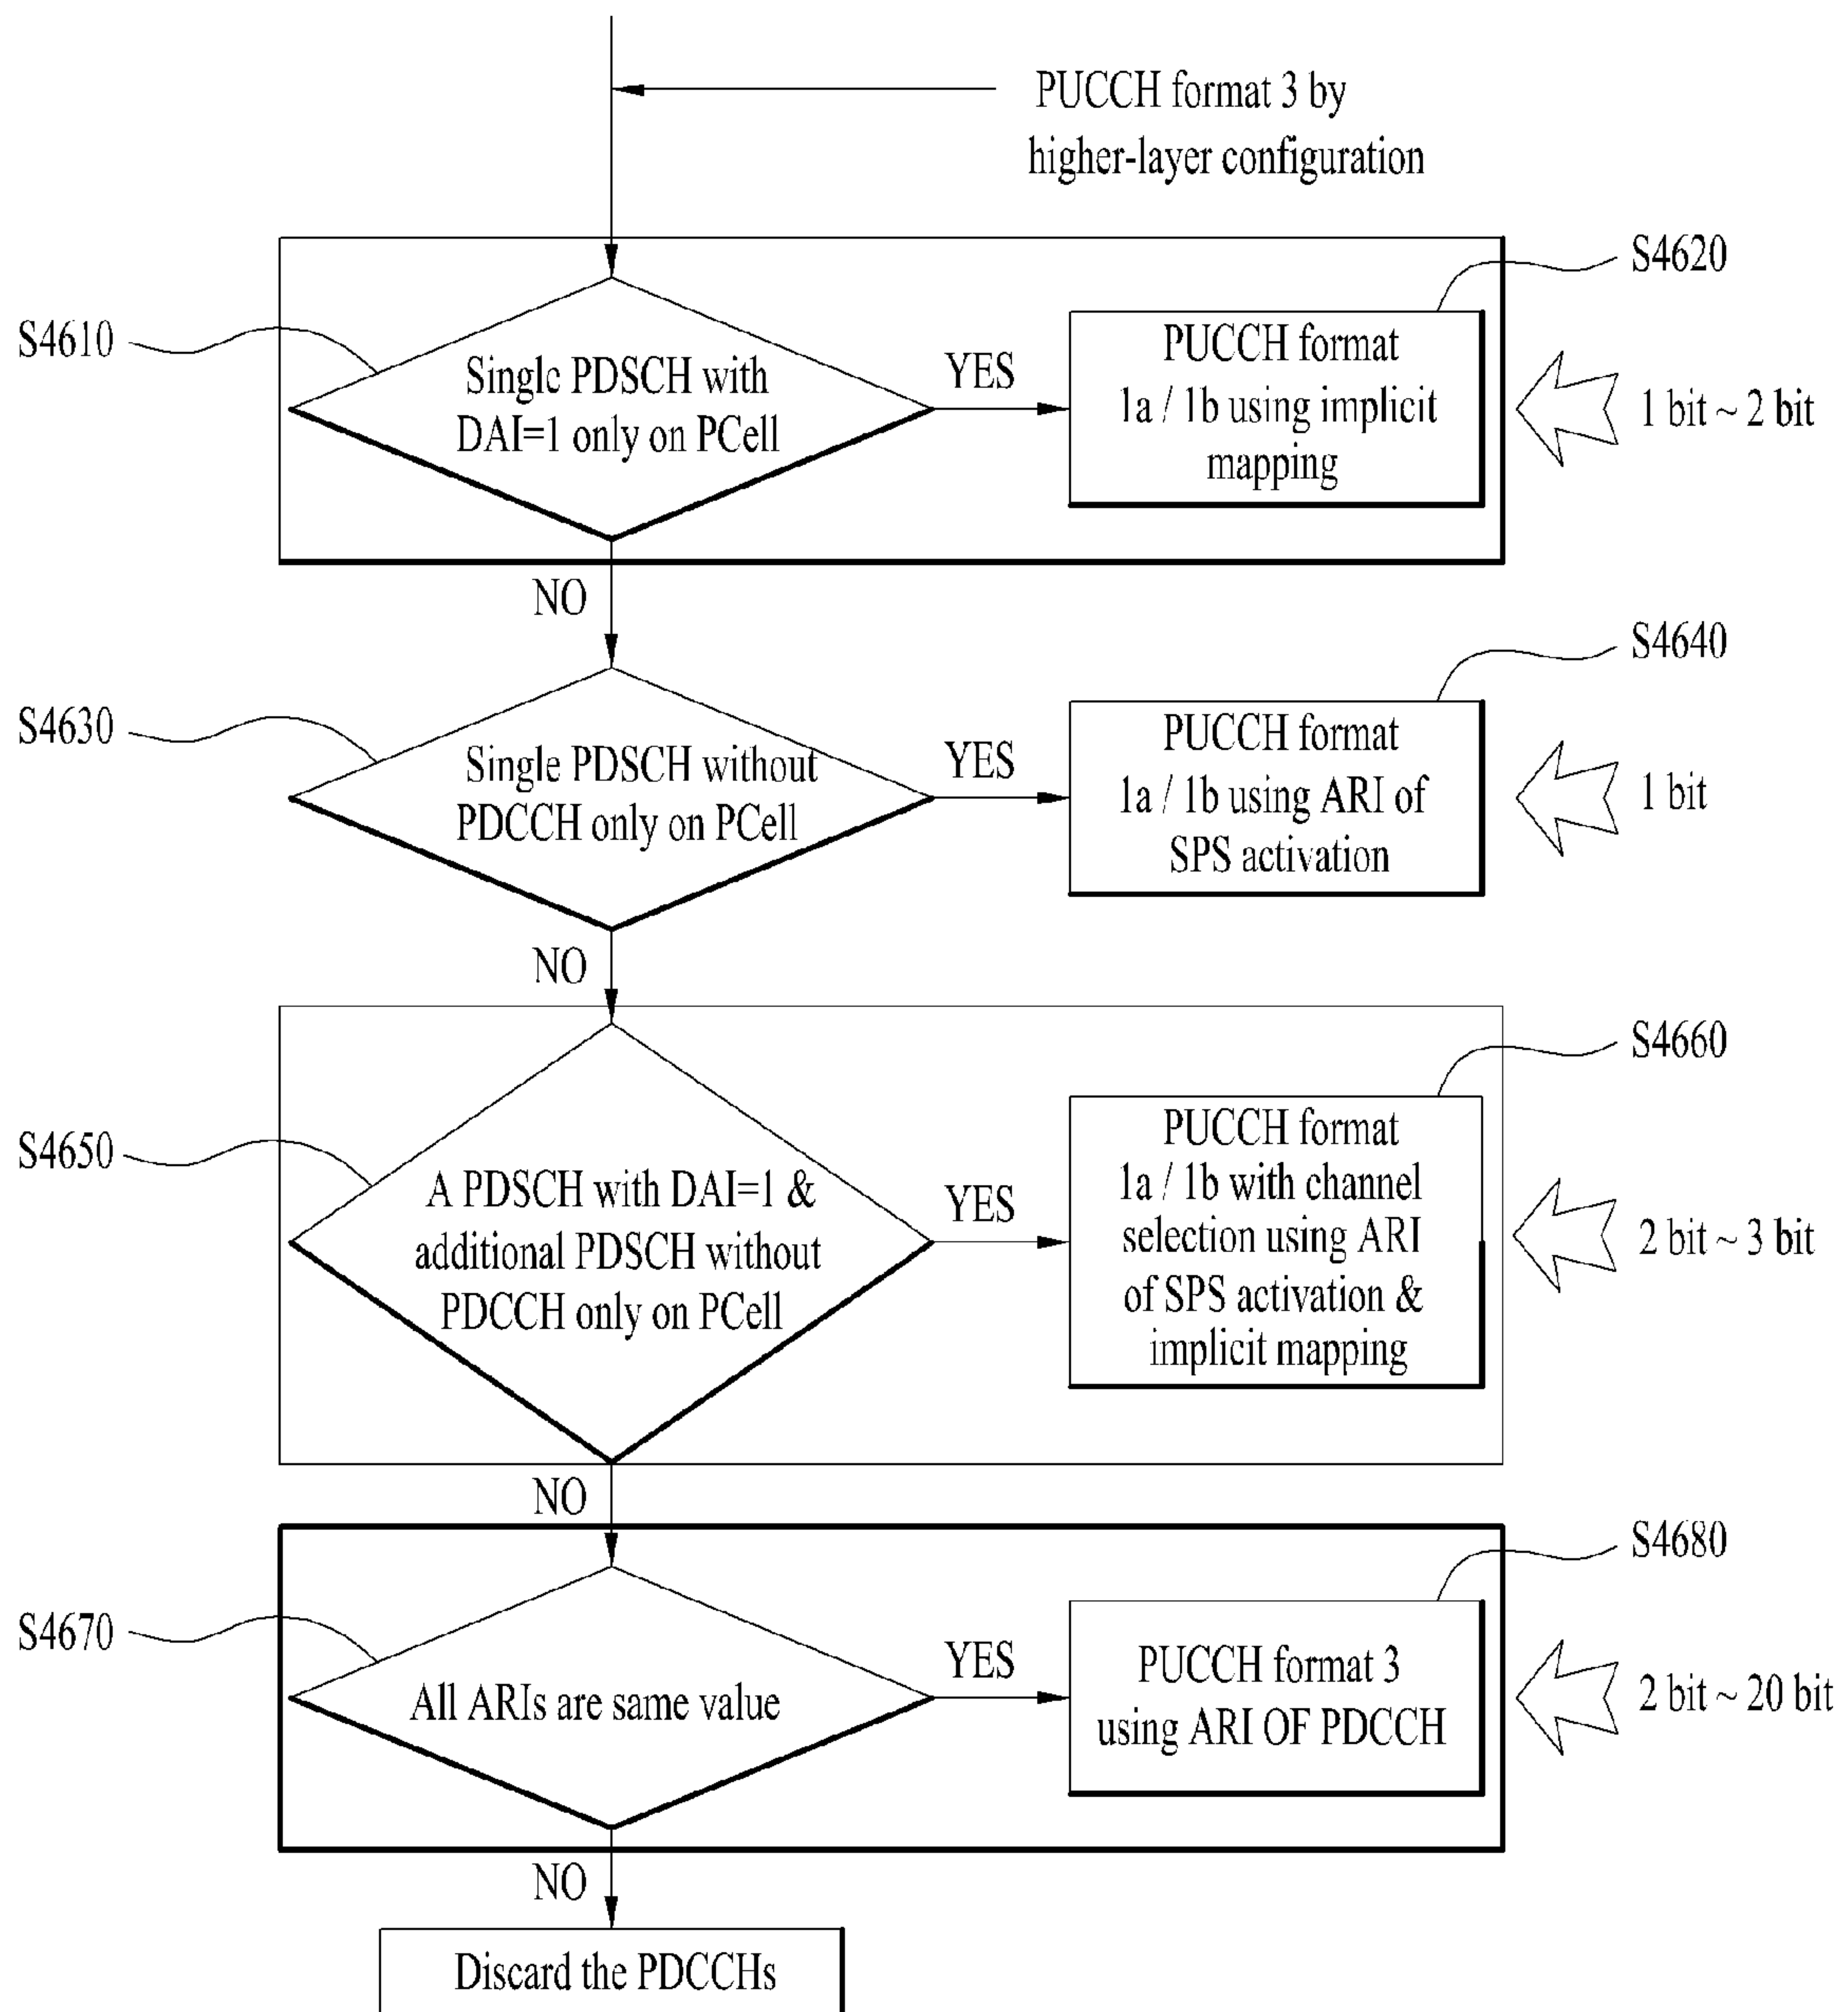 PUCCH format 3 by
higher-layer configuration
S4610
Single PDSCH with
DAI=1 only on PCell
YES
S4620
PUCCH format
1a / 1b using implicit
mapping
1 bit ~ 2 bit
NO
S4630
Single PDSCH without
PDCCH only on PCell
YES
S4640
PUCCH format
1a / 1b using ARI of
SPS activation
1 bit
NO
S4650
A PDSCH with DAI=1 &
additional PDSCH without
PDCCH only on PCell
YES
S4660
PUCCH format
1a / 1b with channel
selection using ARI
of SPS activation &
implicit mapping
2 bit ~ 3 bit
NO
S4670
All ARIs are same value
YES
S4680
PUCCH format 3
using ARI OF PDCCH
2 bit ~ 20 bit
NO
Discard the PDCCHs